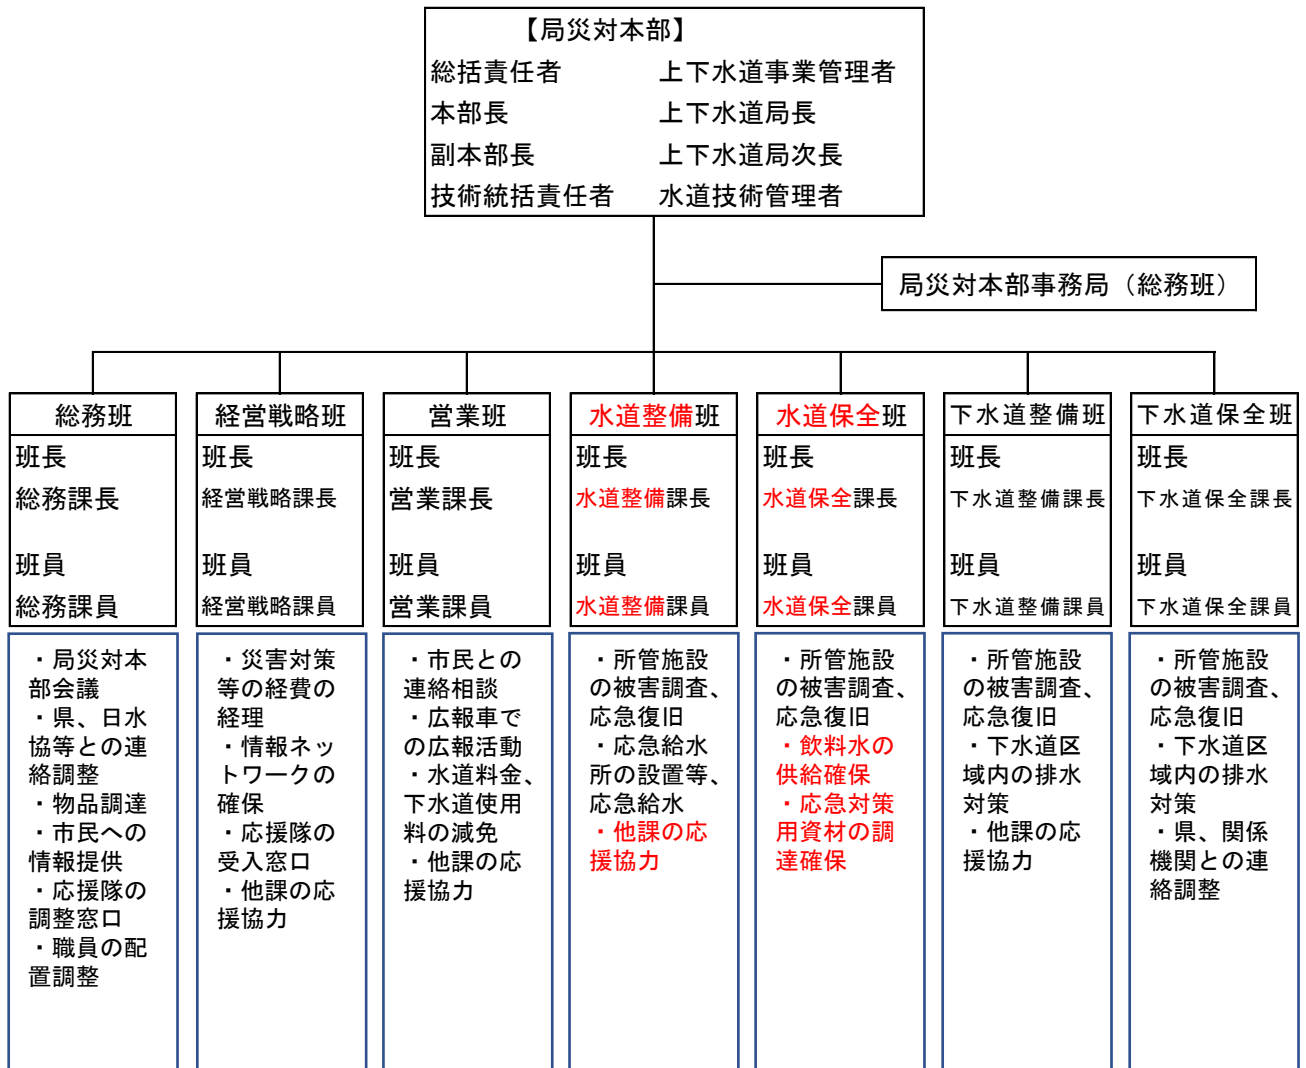 【局災対本部】
総括責任者 上下水道事業管理者
本部長 上下水道局長
副本部長 上下水道局次長
技術統括責任者 水道技術管理者
局災対本部事務局（総務班）
総務班
班長
総務課長
班員
総務課員
・局災対本
部会議
・県、日水
協等との連
絡調整
・物品調達
・市民への
情報提供
・応援隊の
調整窓口
・職員の配
置調整
経営戦略班
班長
経営戦略課長
班員
経営戦略課員
・災害対策
等の経費の
経理
・情報ネッ
トワークの
確保
・応援隊の
受入窓口
・他課の応
援協力
営業班
班長
営業課長
班員
営業課員
・市民との
連絡相談
・広報車で
の広報活動
・水道料金、
下水道使用
料の減免
・他課の応
援協力
水道整備班
班長
水道整備課長
班員
水道整備課員
・所管施設
の被害調査、
応急復旧
・応急給水
所の設置等、
応急給水
・他課の応
援協力
水道保全班
班長
水道保全課長
班員
水道保全課員
・所管施設
の被害調査、
応急復旧
・飲料水の
供給確保
・応急対策
用資材の調
達確保
下水道整備班
班長
下水道整備課長
班員
下水道整備課員
・所管施設
の被害調査、
応急復旧
・下水道区
域内の排水
対策
・他課の応
援協力
下水道保全班
班長
下水道保全課長
班員
下水道保全課員
・所管施設
の被害調査、
応急復旧
・下水道区
域内の排水
対策
・県、関係
機関との連
絡調整